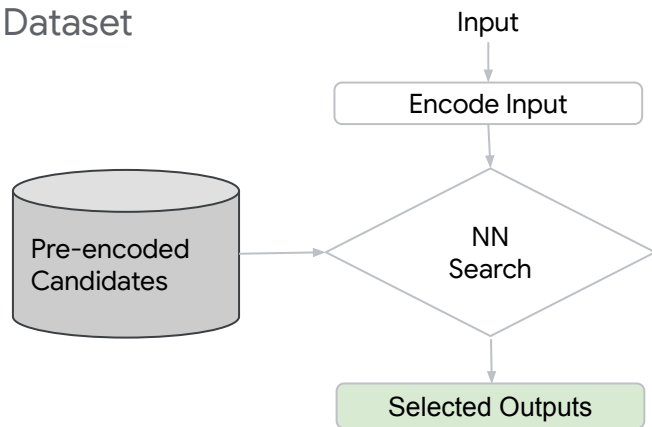 Dataset
Input
Encode Input
Pre-encoded
Candidates
NN
Search
Selected Outputs